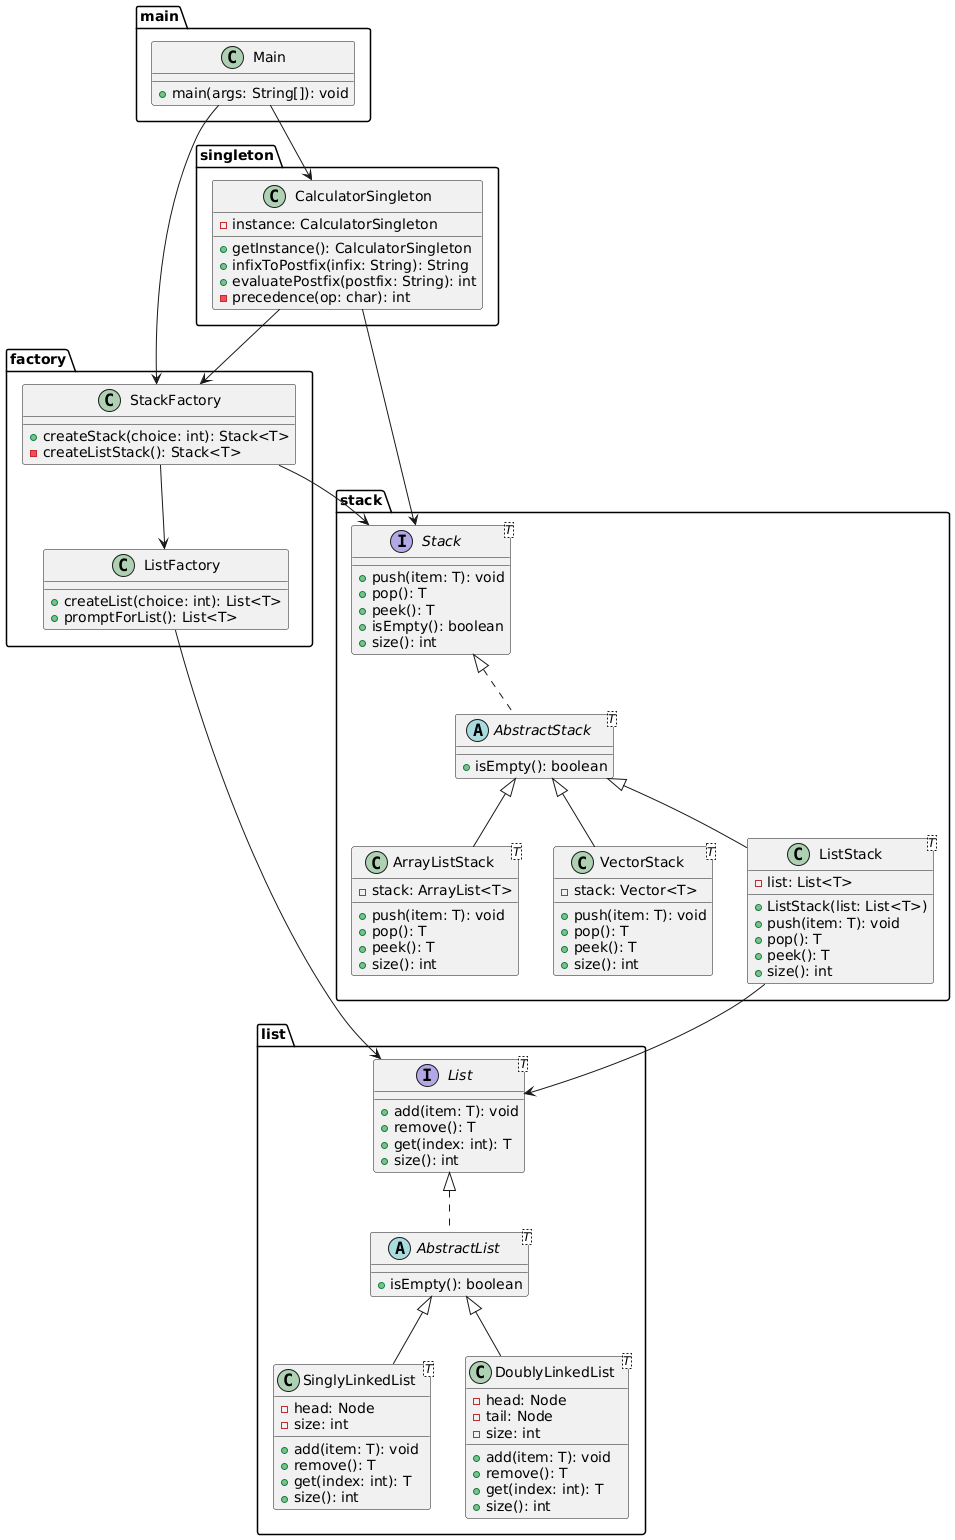 main
C Main
main(args: String[]): void
singleton
C CalculatorSingleton
instance: CalculatorSingleton
getInstance(): CalculatorSingleton
infixToPostfix(infix: String): String
evaluatePostfix(postfix: String): int
precedence(op: char): int
factory
C StackFactory
createStack(choice: int): Stack<T>
createListStack(): Stack<T>
C ListFactory
createList(choice: int): List<T>
promptForList(): List<T>
stack
I Stack T
push(item: T): void
pop(): T
peek(): T
isEmpty(): boolean
size(): int
A AbstractStack T
isEmpty(): boolean
C ArrayListStack T
stack: ArrayList<T>
push(item: T): void
pop(): T
peek(): T
size(): int
C VectorStack T
stack: Vector<T>
push(item: T): void
pop(): T
peek(): T
size(): int
C ListStack T
list: List<T>
ListStack(list: List<T>)
push(item: T): void
pop(): T
peek(): T
size(): int
list
I List T
add(item: T): void
remove(): T
get(index: int): T
size(): int
A AbstractList T
isEmpty(): boolean
C SinglyLinkedList T
head: Node
size: int
add(item: T): void
remove(): T
get(index: int): T
size(): int
C DoublyLinkedList T
head: Node
tail: Node
size: int
add(item: T): void
remove(): T
get(index: int): T
size(): int